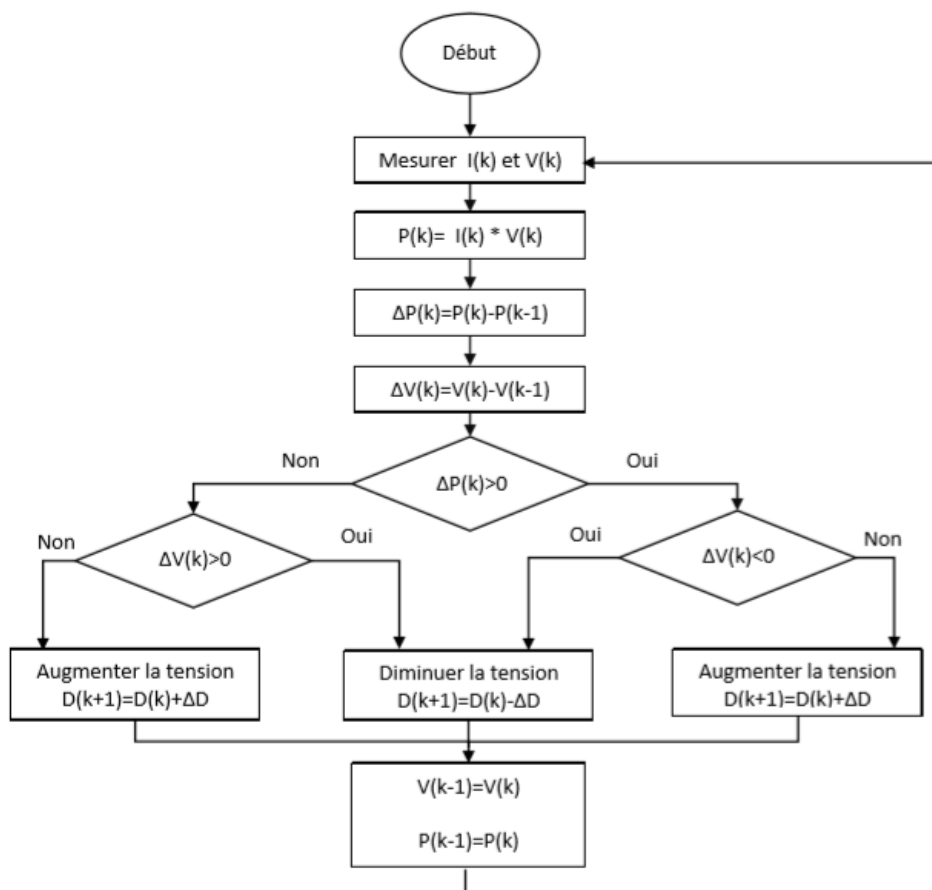 Début
Mesurer I(k) et V(k)
P(k)= I(k) * V(k)
ΔP(k)=P(k)-P(k-1)
ΔV(k)=V(k)-V(k-1)
Non
Oui
ΔP(k)>0
Non
Oui
Oui
Non
ΔV(k)>0
ΔV(k)<0
Augmenter la tension
D(k+1)=D(k)+ΔD
Diminuer la tension
D(k+1)=D(k)-ΔD
Augmenter la tension
D(k+1)=D(k)+ΔD
V(k-1)=V(k)
P(k-1)=P(k)